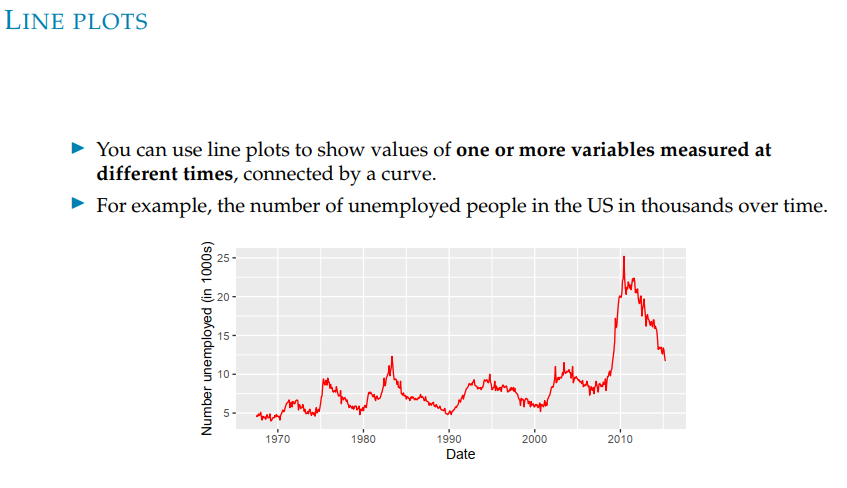 LINE PLOTS
You can use line plots to show values of one or more variables measured at
different times, connected by a curve.
For example, the number of unemployed people in the US in thousands over time.
Number unemployed (in 1000s)
25
20
15
10
5
1970 1980 1990 2000 2010
Date